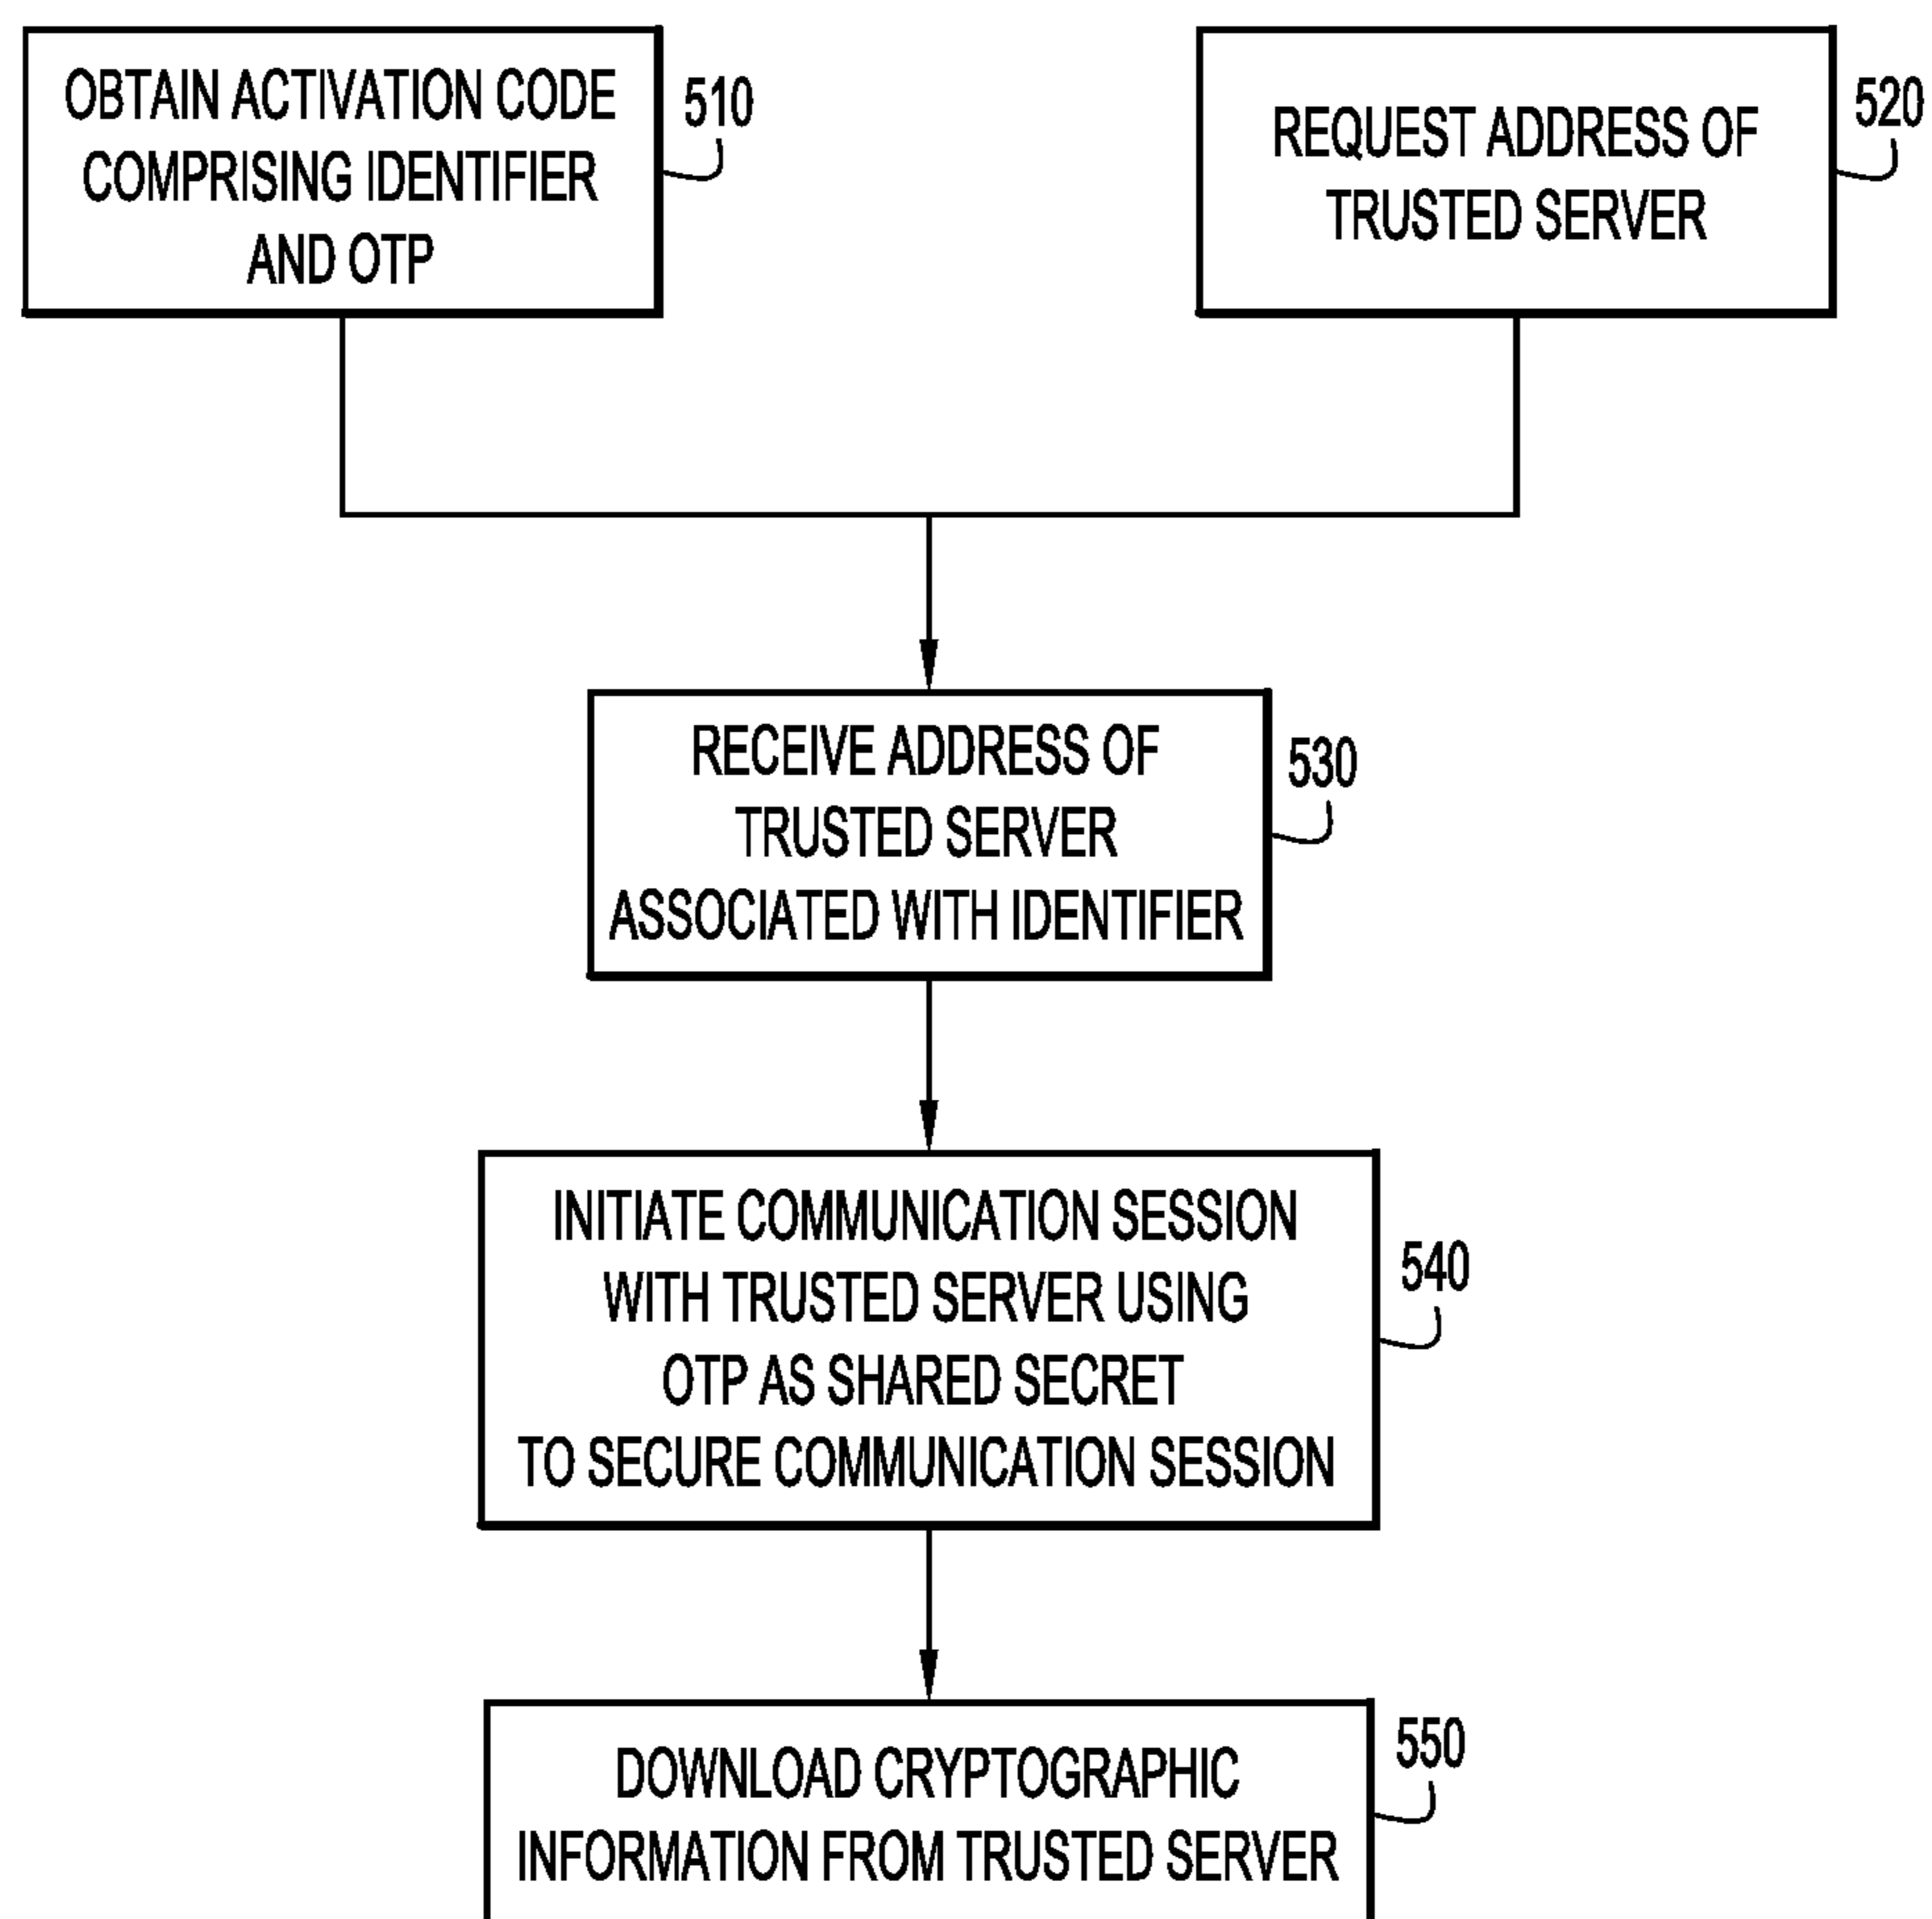 OBTAIN ACTIVATION CODE
COMPRISING IDENTIFIER
AND OTP
510
REQUEST ADDRESS OF
TRUSTED SERVER
520
RECEIVE ADDRESS OF
TRUSTED SERVER
ASSOCIATED WITH IDENTIFIER
530
INITIATE COMMUNICATION SESSION
WITH TRUSTED SERVER USING
OTP AS SHARED SECRET
TO SECURE COMMUNICATION SESSION
540
DOWNLOAD CRYPTOGRAPHIC
INFORMATION FROM TRUSTED SERVER
550